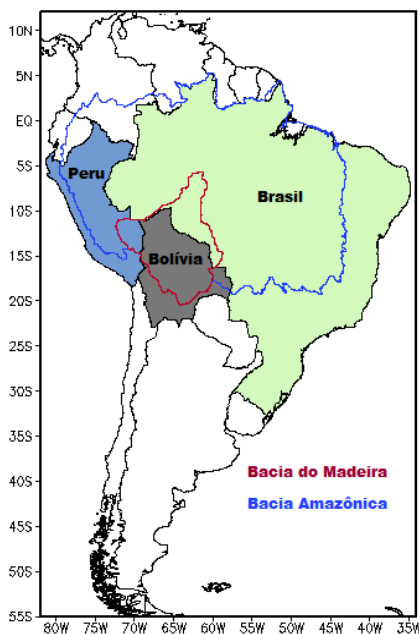 10N
5N
EQ
5S
Peru
Brasil
10S
Bolívia
15S
20S
25S
30S
35S
Bacia do Madeira
40S
Bacia Amazônica
45S
50S
55S
80W 75W 70W 65W 60W 55W 50W 45W 40W 34W